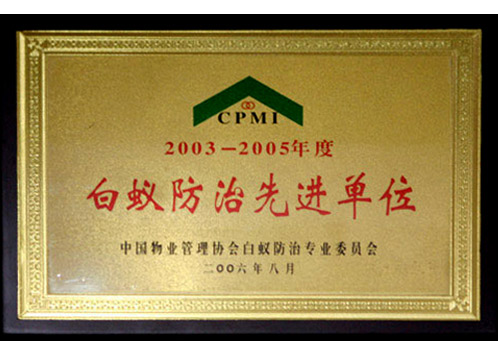 CPMI
2003-2005年度
白蚁防治先进单位
中国物业管理协会白蚁防治专业委员会
二〇〇六年八月